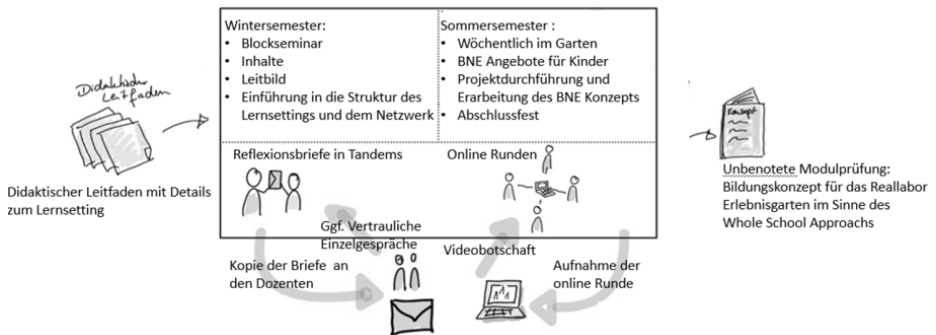 Didaktischer
Leitfaden
Didaktischer Leitfaden mit Details
zum Lernsetting
Wintersemester:
• Blockseminar
• Inhalte
• Leitbild
• Einführung in die Struktur des
Lernsettings und dem Netzwerk
Sommersemester :
• Wöchentlich im Garten
• BNE Angebote für Kinder
• Projektdurchführung und
Erarbeitung des BNE Konzepts
• Abschlussfest
Reflexionsbriefe in Tandems
Online Runden
Ggf. Vertrauliche
Einzelgespräche
Kopie der Briefe an
den Dozenten
Videobotschaft
Aufnahme der
online Runde
Konzept
Unbenotete Modulprüfung:
Bildungskonzept für das Reallabor
Erlebnisgarten im Sinne des
Whole School Approachs